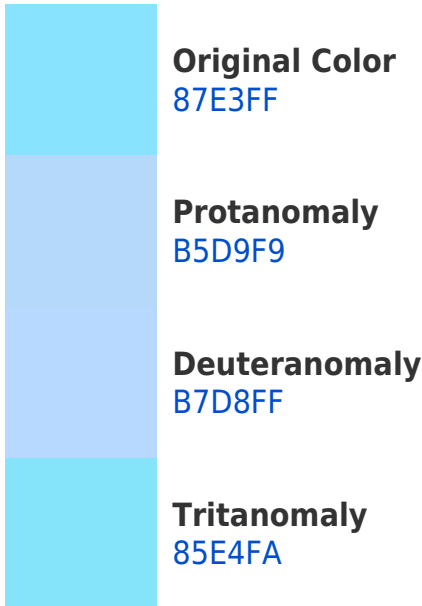 Original Color
87E3FF
Protanomaly
B5D9F9
Deuteranomaly
B7D8FF
Tritanomaly
85E4FA